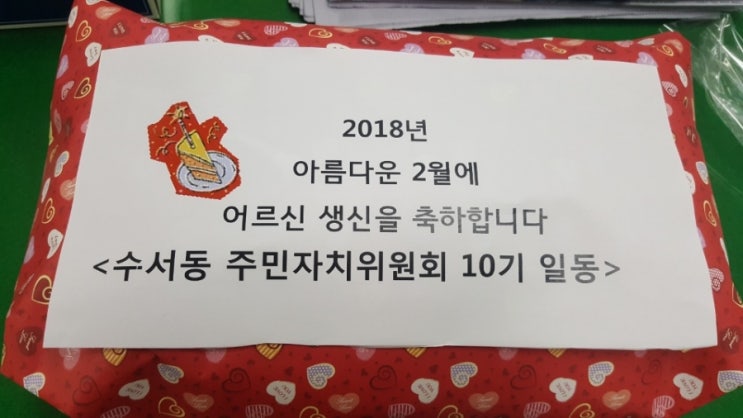 2018년
아름다운 2월에
어르신 생신을 축하합니다
<수서동 주민자치위원회 10기 일동>